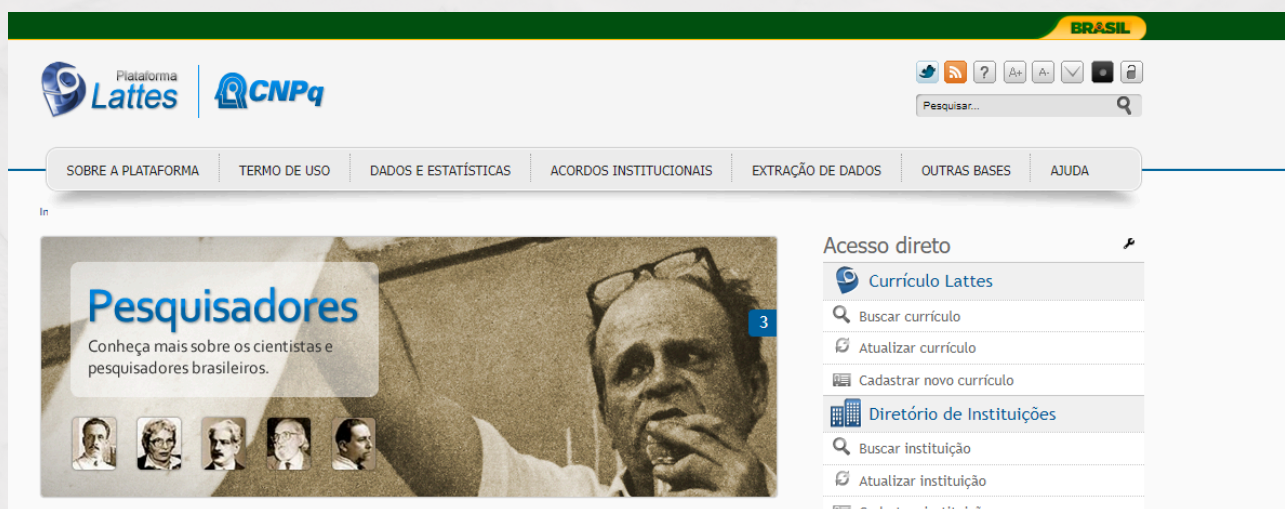 BRASIL
Plataforma
Lattes
CNPq
? A+ A-
Pesquisar...
SOBRE A PLATAFORMA TERMO DE USO DADOS E ESTATÍSTICAS ACORDOS INSTITUCIONAIS EXTRAÇÃO DE DADOS OUTRAS BASES AJUDA
In
Pesquisadores
Conheça mais sobre os cientistas e
pesquisadores brasileiros.
3
Acesso direto
Currículo Lattes
Buscar currículo
Atualizar currículo
Cadastrar novo currículo
Diretório de Instituições
Buscar instituição
Atualizar instituição